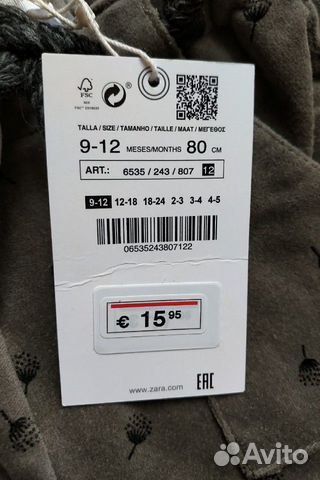 FSC
MIX
TALLA / SIZE / TAMANHO / TAILLE / MAAT / ΜΕΓΕΘΟΣ
9-12 MESES/MONTHS 80 CM
ART.: 6535 / 243 / 807 12
9-12 12-18 18-24 2-3 3-4 4-5
06535243807122
€ 15 95
www.zara.com
EAC
Avito